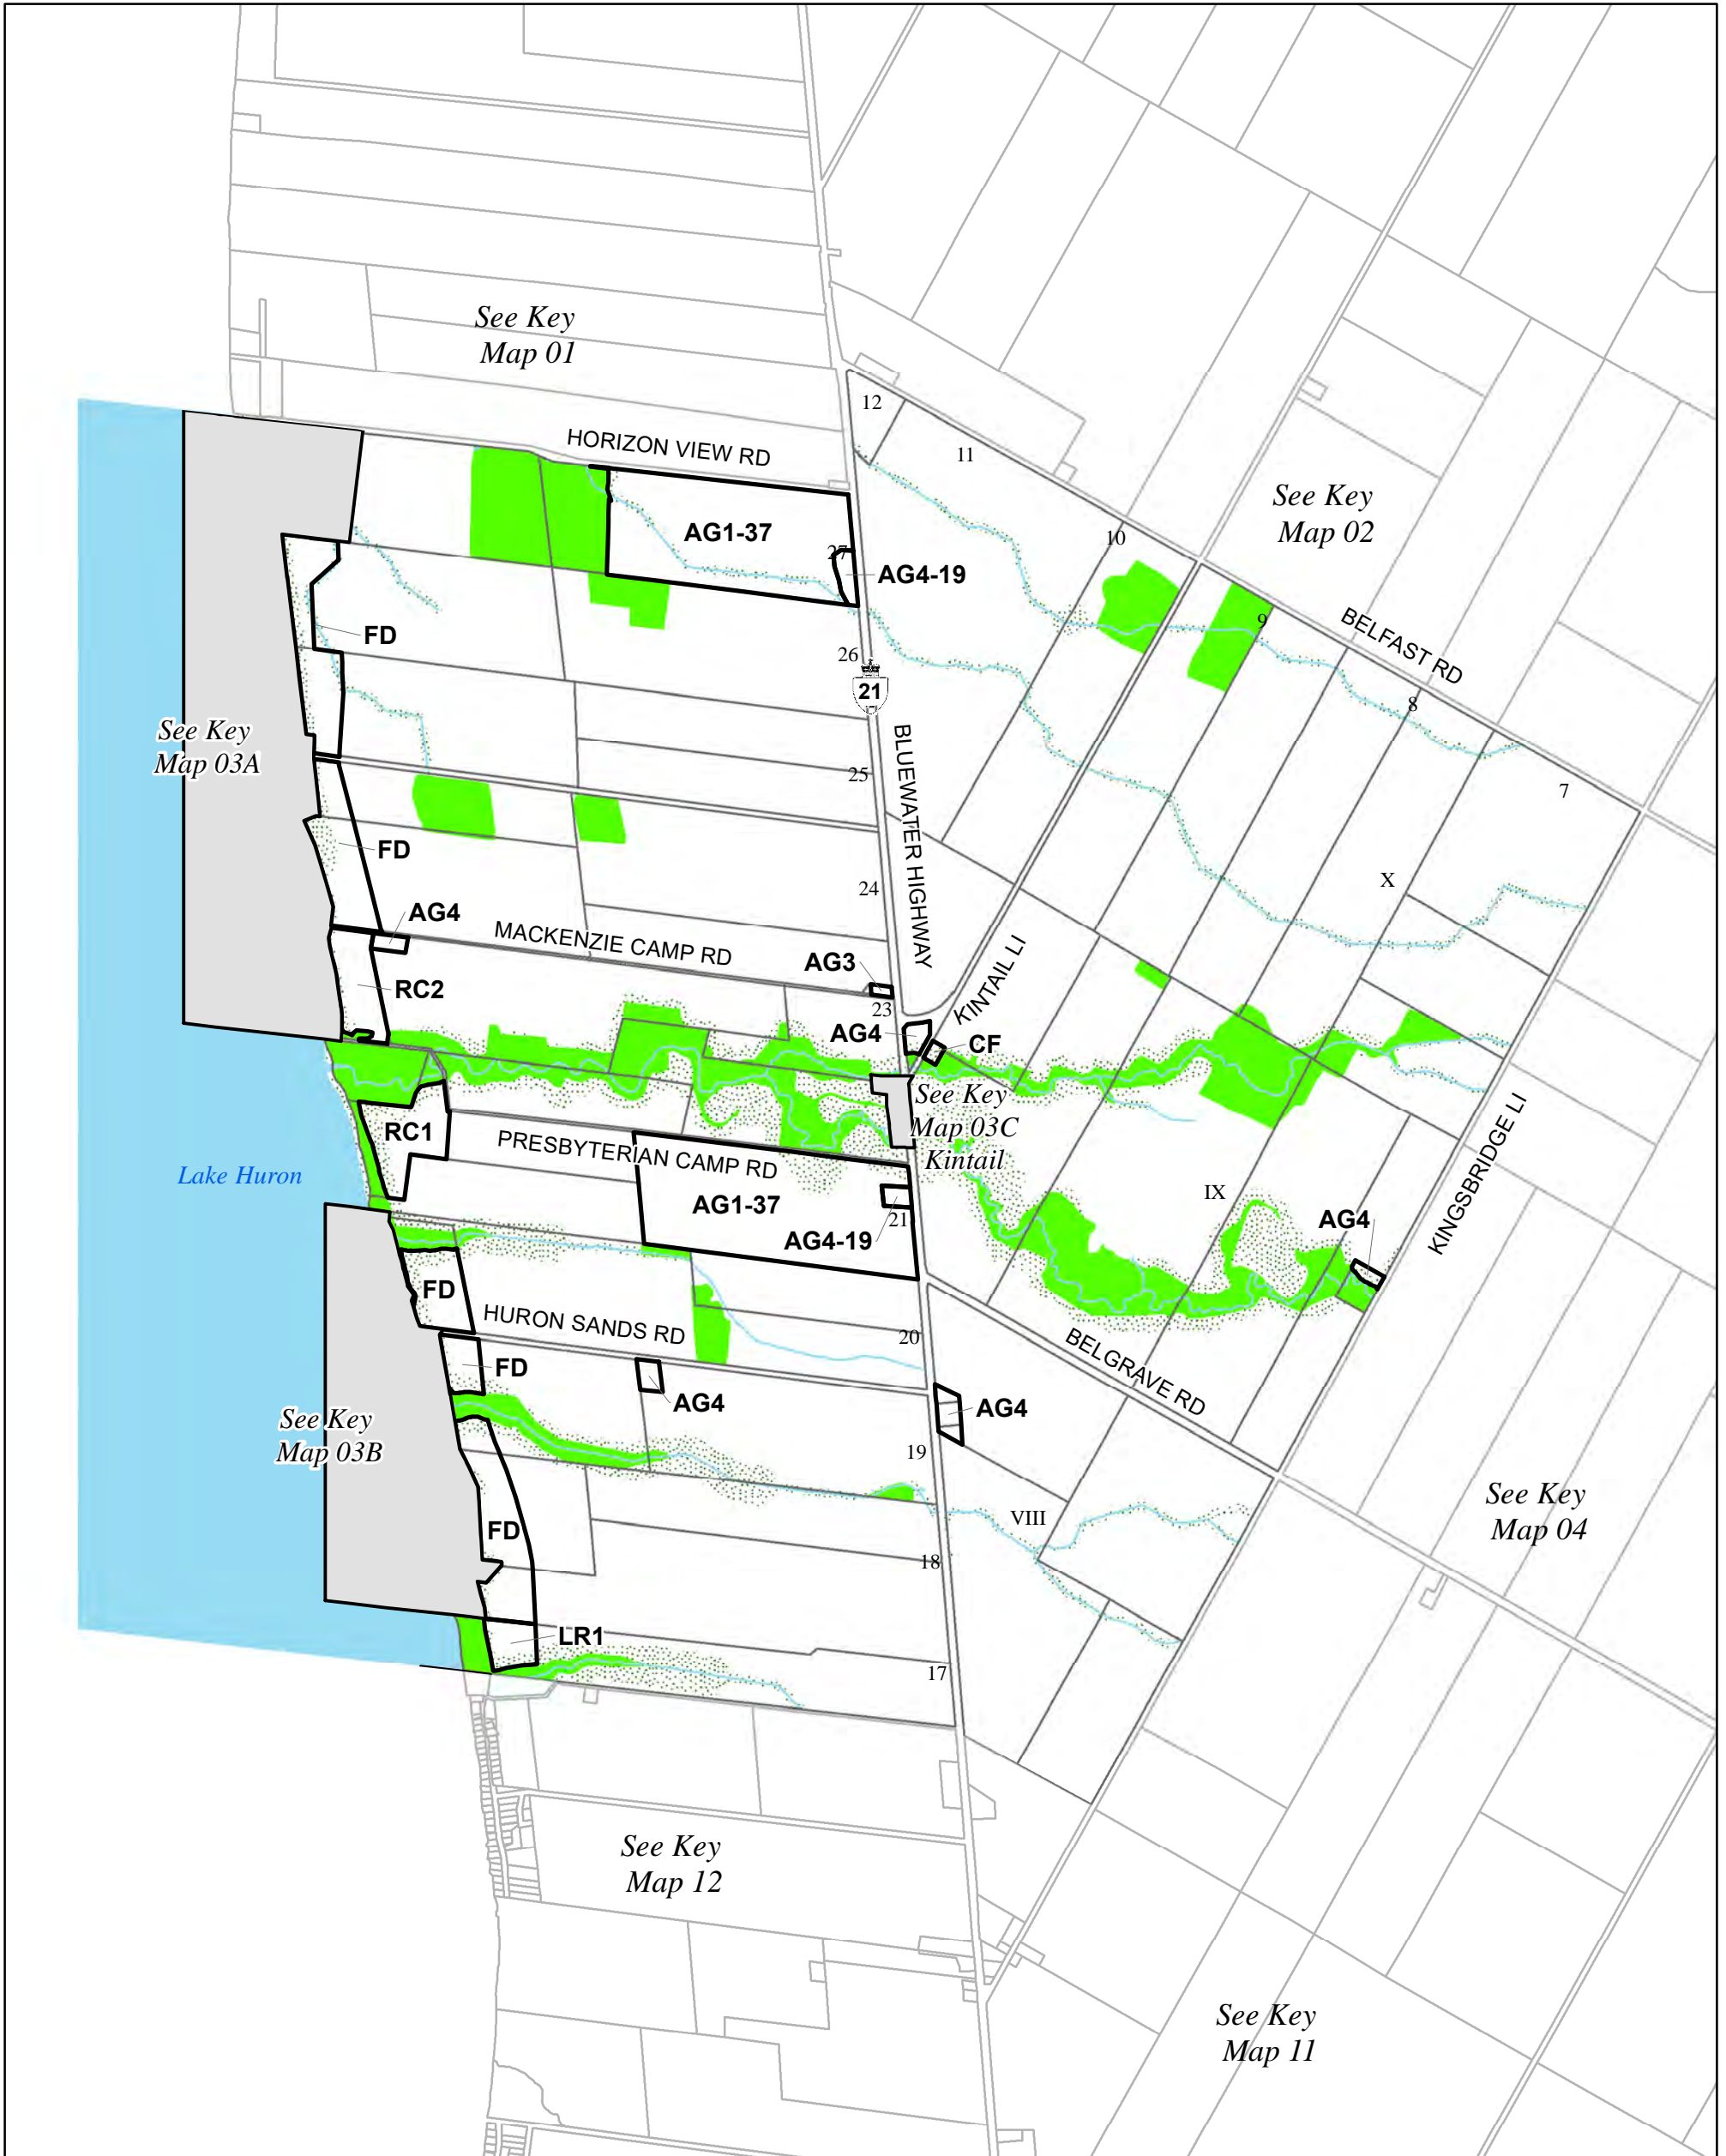 See Key
Map 01
12
HORIZON VIEW RD
11
See Key
Map 02
AG1-37
10
27
AG4-19
BELFAST RD
9
FD
26
21
8
See Key
Map 03A
BLUEWATER HIGHWAY
25
7
FD
24
X
AG4
MACKENZIE CAMP RD
AG3
KINTAIL LI
RC2
23
AG4
CF
See Key
Map 03C
Kintail
RC1
PRESBYTERIAN CAMP RD
KINGSBRIDGE LI
Lake Huron
AG1-37
IX
21
AG4
AG4-19
FD
HURON SANDS RD
20
BELGRAVE RD
FD
AG4
AG4
See Key
Map 03B
19
See Key
Map 04
VIII
FD
18
LR1
17
See Key
Map 12
See Key
Map 11